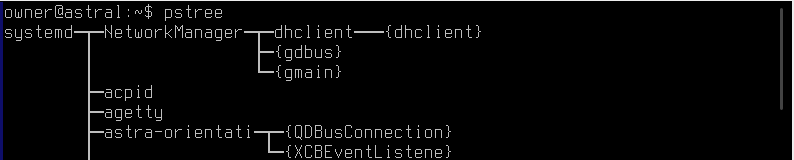 owner@astral:~$ pstree
systemd─┬─NetworkManager─┬─dhclient───{dhclient}
        │                ├─{gdbus}
        │                └─{gmain}
        ├─acpid
        ├─agetty
        ├─astra-orientati─┬─{QDBusConnection}
        │                 └─{XCBEventListene}